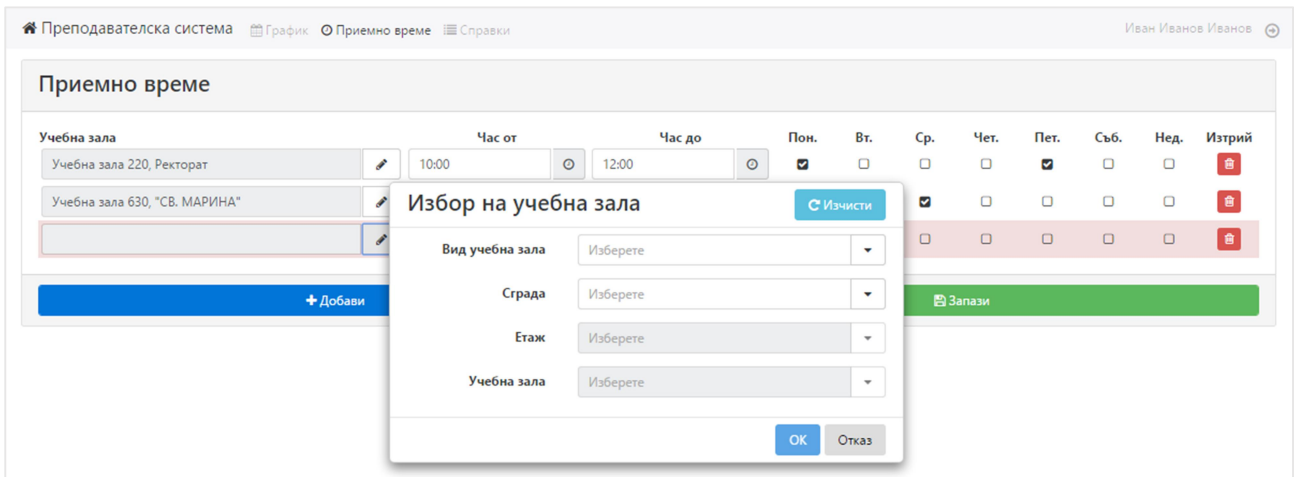 Преподавателска система График Приемно време Справки Иван Иванов Иванов
Приемно време
Учебна зала Час от Час до Пон. Вт. Ср. Чет. Пет. Съб. Нед. Изтрий
Учебна зала 220, Ректорат 10:00 12:00
Учебна зала 630, "СВ. МАРИНА"
Избор на учебна зала Изчисти
Вид учебна зала Изберете
Сграда Изберете
Етаж Изберете
Учебна зала Изберете
OK Отказ
Добави Запази